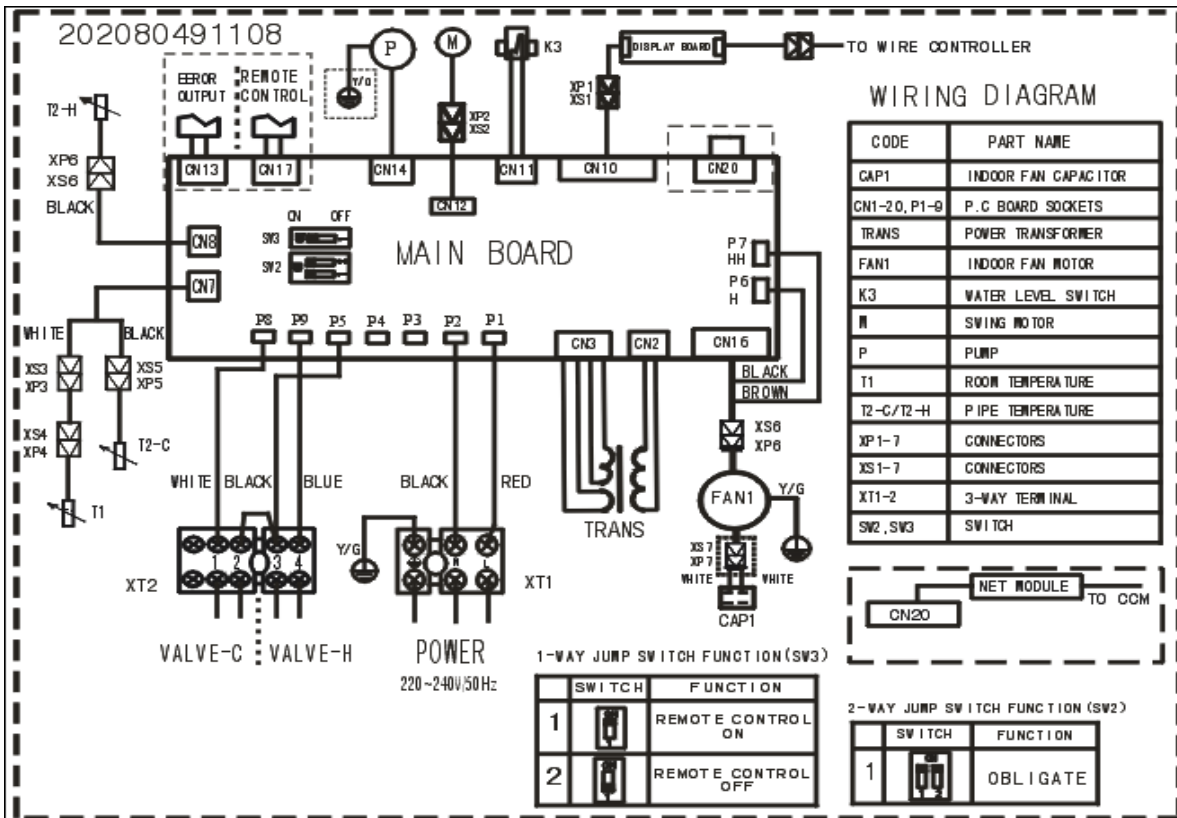 202080491108
EEROR
OUTPUT
REMOTE
CONTROL
T2-H
XP6
XS6
BLACK
P
Y/G
M
XP2
XS2
K3
XP1
XS1
DISPLAY BOARD
TO WIRE CONTROLLER
WIRING DIAGRAM
CODE PART NAME
CAP1 INDOOR FAN CAPACITOR
CN1-20,P1-9 P.C BOARD SOCKETS
TRANS POWER TRANSFORMER
FAN1 INDOOR FAN MOTOR
K3 WATER LEVEL SWITCH
M SWING MOTOR
P PUMP
T1 ROOM TEMPERATURE
T2-C/T2-H PIPE TEMPERATURE
XP1-7 CONNECTORS
XS1-7 CONNECTORS
XT1-2 3-WAY TERMINAL
SW2,SW3 SWITCH
CN13
CN17
CN14
CN12
CN11
CN10
CN20
CN8
CN7
ON OFF
SW3
SW2
MAIN BOARD
P7
HH
P6
H
P8
P9
P5
P4
P3
P2
P1
CN3
CN2
CN16
WHITE
BLACK
XS3
XP3
XS5
XP5
XS4
XP4
T2-C
T1
BLACK
BROWN
XS6
XP6
FAN1
Y/G
XS7
XP7
WHITE WHITE
CAP1
TRANS
WHITE BLACK BLUE
BLACK RED
1 2 3 4
XT2
Y/G
N L
XT1
VALVE-C VALVE-H
POWER
220~240V/50Hz
NET MODULE
CN20
TO CCM
1-WAY JUMP SWITCH FUNCTION(SW3)
SWITCH FUNCTION
1 ON REMOTE CONTROL
ON
2 ON REMOTE CONTROL
OFF
2-WAY JUMP SWITCH FUNCTION(SW2)
SWITCH FUNCTION
1 ON
1 2
OBLIGATE